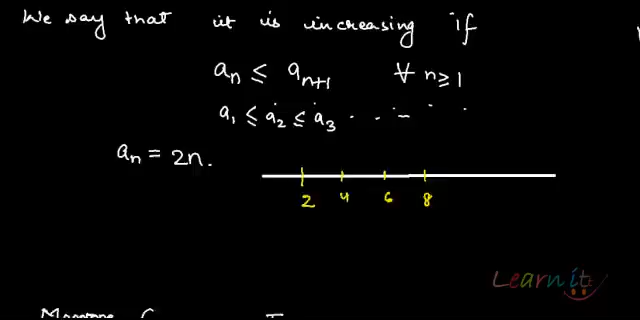 We say that it is increasing if
aₙ ≤ aₙ₊₁ ∀ n ≥ 1
a₁ ≤ a₂ ≤ a₃ . . . . .
aₙ = 2n.
2 4 6 8
Learnit